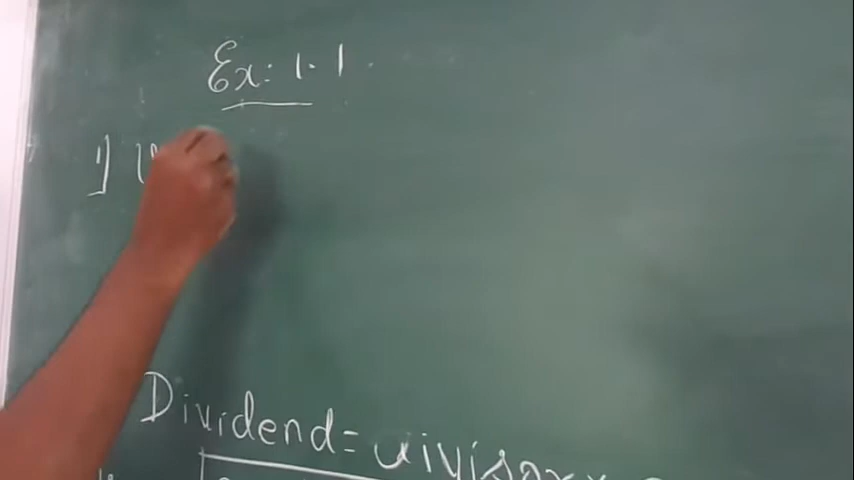 Ex: 1.1.
1]
Dividend = divisor x